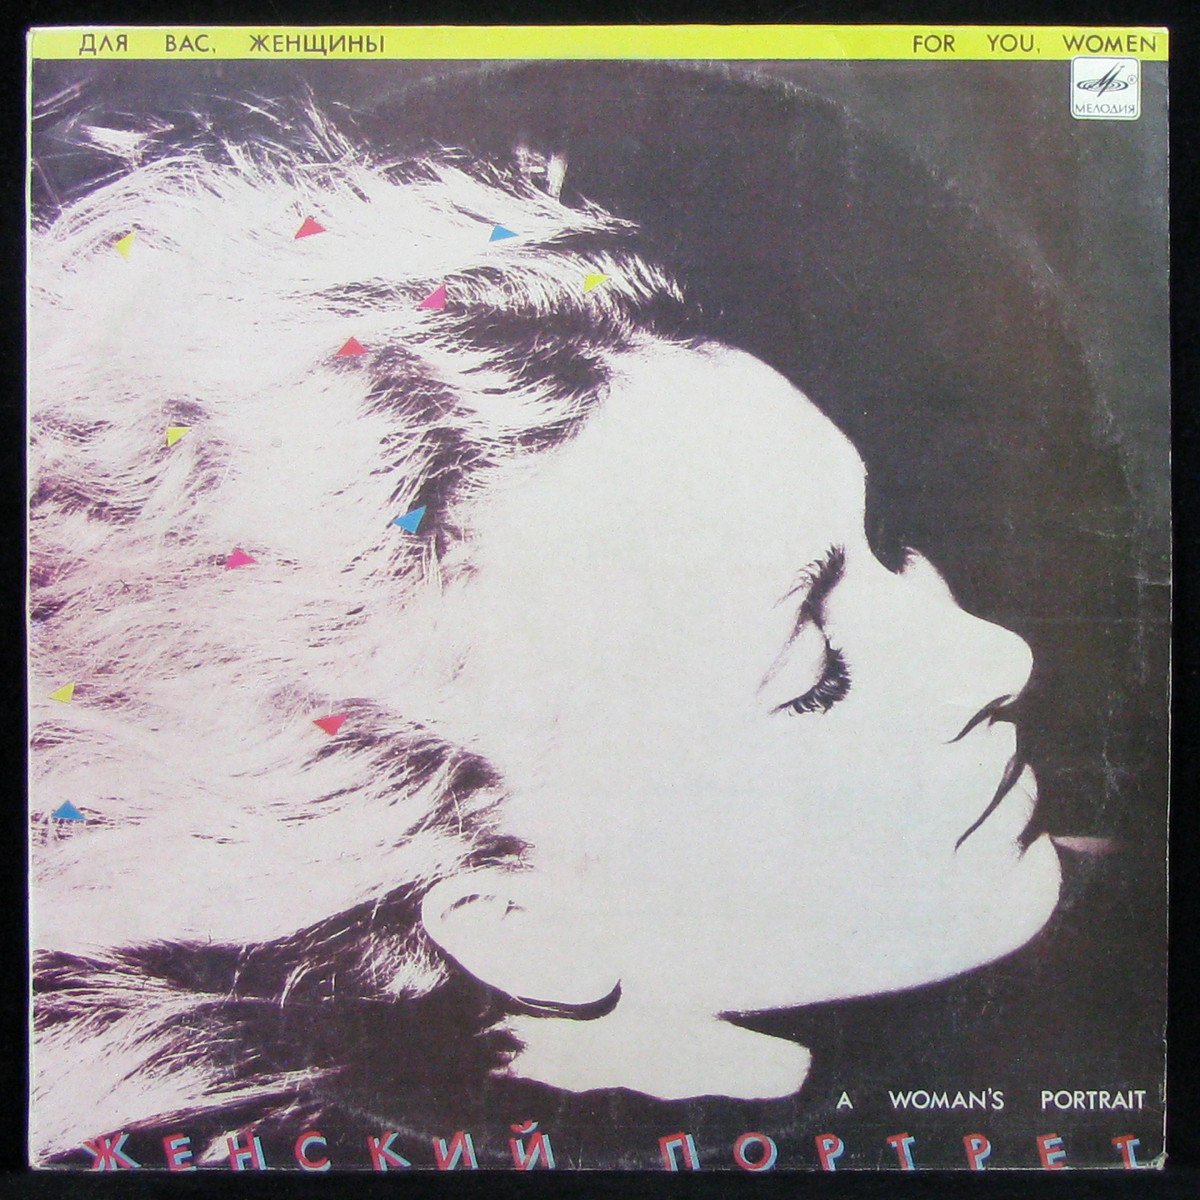 ДЛЯ ВАС, ЖЕНЩИНЫ FOR YOU, WOMEN
МЕЛОДИЯ ®
A WOMAN'S PORTRAIT
ЖЕНСКИЙ ПОРТРЕТ